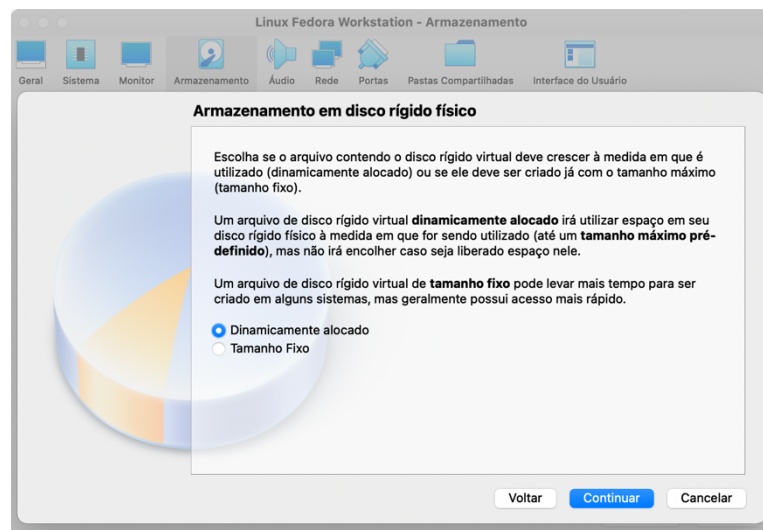 Linux Fedora Workstation - Armazenamento
Geral Sistema Monitor Armazenamento Áudio Rede Portas Pastas Compartilhadas Interface do Usuário
Armazenamento em disco rígido físico
Escolha se o arquivo contendo o disco rígido virtual deve crescer à medida em que é
utilizado (dinamicamente alocado) ou se ele deve ser criado já com o tamanho máximo
(tamanho fixo).
Um arquivo de disco rígido virtual dinamicamente alocado irá utilizar espaço em seu
disco rígido físico à medida em que for sendo utilizado (até um tamanho máximo pré-
definido), mas não irá encolher caso seja liberado espaço nele.
Um arquivo de disco rígido virtual de tamanho fixo pode levar mais tempo para ser
criado em alguns sistemas, mas geralmente possui acesso mais rápido.
Dinamicamente alocado
Tamanho Fixo
Voltar Continuar Cancelar